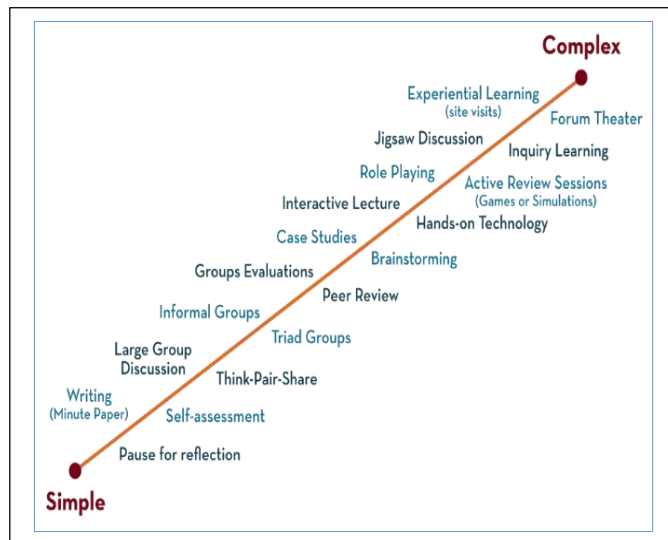 Complex
Experiential Learning
(site visits)
Forum Theater
Jigsaw Discussion
Inquiry Learning
Role Playing
Active Review Sessions
(Games or Simulations)
Interactive Lecture
Hands-on Technology
Case Studies
Brainstorming
Groups Evaluations
Peer Review
Informal Groups
Triad Groups
Large Group
Discussion
Think-Pair-Share
Writing
(Minute Paper)
Self-assessment
Pause for reflection
Simple